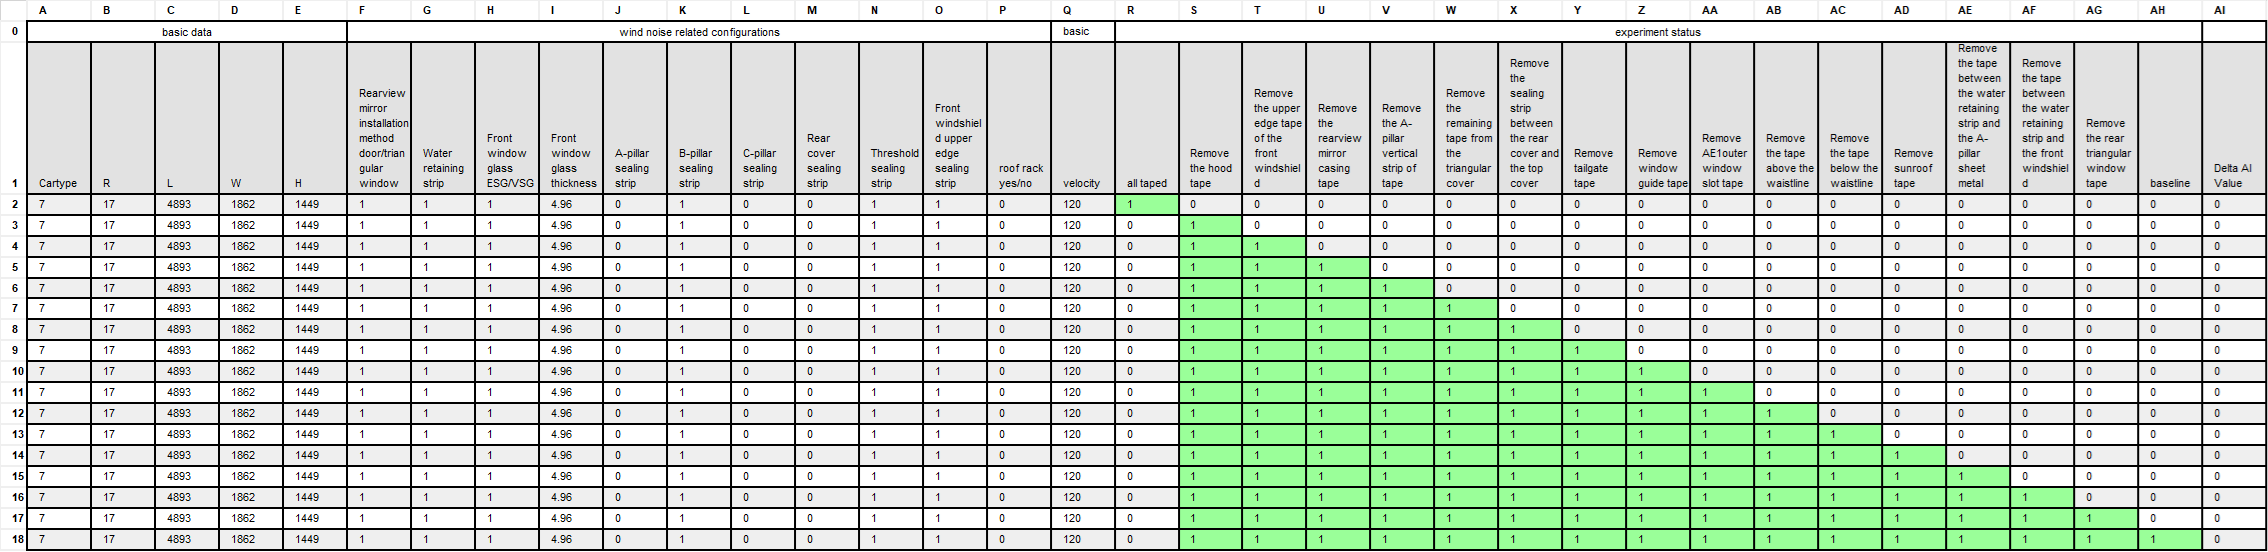 A B C D E F G H I J K L M N O P Q R S T U V W X Y Z AA AB AC AD AE AF AG AH AI
0 basic data wind noise related configurations basic experiment status
1 Cartype R L W H Rearview mirror installation method door/trian gular window Water retaining strip Front window glass ESG/VSG Front window glass thickness A-pillar sealing strip B-pillar sealing strip C-pillar sealing strip Rear cover sealing strip Threshold sealing strip Front windshiel d upper edge sealing strip roof rack yes/no velocity all taped Remove the hood tape Remove the upper edge tape of the front windshiel d Remove the rearview mirror casing tape Remove the A-pillar vertical strip of tape Remove the remaining tape from the triangular cover Remove the sealing strip between the rear cover and the top cover Remove tailgate tape Remove window guide tape Remove AE1outer window slot tape Remove the tape above the waistline Remove the tape below the waistline Remove sunroof tape Remove the tape between the water retaining strip and the A-pillar sheet metal Remove the tape between the water retaining strip and the front windshiel d Remove the rear triangular window tape baseline Delta AI Value
2 7 17 4893 1862 1449 1 1 1 4.96 0 1 0 0 1 1 0 120 1 0 0 0 0 0 0 0 0 0 0 0 0 0 0 0 0 0
3 7 17 4893 1862 1449 1 1 1 4.96 0 1 0 0 1 1 0 120 0 1 0 0 0 0 0 0 0 0 0 0 0 0 0 0 0 0
4 7 17 4893 1862 1449 1 1 1 4.96 0 1 0 0 1 1 0 120 0 1 1 0 0 0 0 0 0 0 0 0 0 0 0 0 0 0
5 7 17 4893 1862 1449 1 1 1 4.96 0 1 0 0 1 1 0 120 0 1 1 1 0 0 0 0 0 0 0 0 0 0 0 0 0 0
6 7 17 4893 1862 1449 1 1 1 4.96 0 1 0 0 1 1 0 120 0 1 1 1 1 0 0 0 0 0 0 0 0 0 0 0 0 0
7 7 17 4893 1862 1449 1 1 1 4.96 0 1 0 0 1 1 0 120 0 1 1 1 1 1 0 0 0 0 0 0 0 0 0 0 0 0
8 7 17 4893 1862 1449 1 1 1 4.96 0 1 0 0 1 1 0 120 0 1 1 1 1 1 1 0 0 0 0 0 0 0 0 0 0 0
9 7 17 4893 1862 1449 1 1 1 4.96 0 1 0 0 1 1 0 120 0 1 1 1 1 1 1 1 0 0 0 0 0 0 0 0 0 0
10 7 17 4893 1862 1449 1 1 1 4.96 0 1 0 0 1 1 0 120 0 1 1 1 1 1 1 1 1 0 0 0 0 0 0 0 0 0
11 7 17 4893 1862 1449 1 1 1 4.96 0 1 0 0 1 1 0 120 0 1 1 1 1 1 1 1 1 1 0 0 0 0 0 0 0 0
12 7 17 4893 1862 1449 1 1 1 4.96 0 1 0 0 1 1 0 120 0 1 1 1 1 1 1 1 1 1 1 0 0 0 0 0 0 0
13 7 17 4893 1862 1449 1 1 1 4.96 0 1 0 0 1 1 0 120 0 1 1 1 1 1 1 1 1 1 1 1 0 0 0 0 0 0
14 7 17 4893 1862 1449 1 1 1 4.96 0 1 0 0 1 1 0 120 0 1 1 1 1 1 1 1 1 1 1 1 1 0 0 0 0 0
15 7 17 4893 1862 1449 1 1 1 4.96 0 1 0 0 1 1 0 120 0 1 1 1 1 1 1 1 1 1 1 1 1 1 0 0 0 0
16 7 17 4893 1862 1449 1 1 1 4.96 0 1 0 0 1 1 0 120 0 1 1 1 1 1 1 1 1 1 1 1 1 1 1 0 0 0
17 7 17 4893 1862 1449 1 1 1 4.96 0 1 0 0 1 1 0 120 0 1 1 1 1 1 1 1 1 1 1 1 1 1 1 1 0 0
18 7 17 4893 1862 1449 1 1 1 4.96 0 1 0 0 1 1 0 120 0 1 1 1 1 1 1 1 1 1 1 1 1 1 1 1 1 0